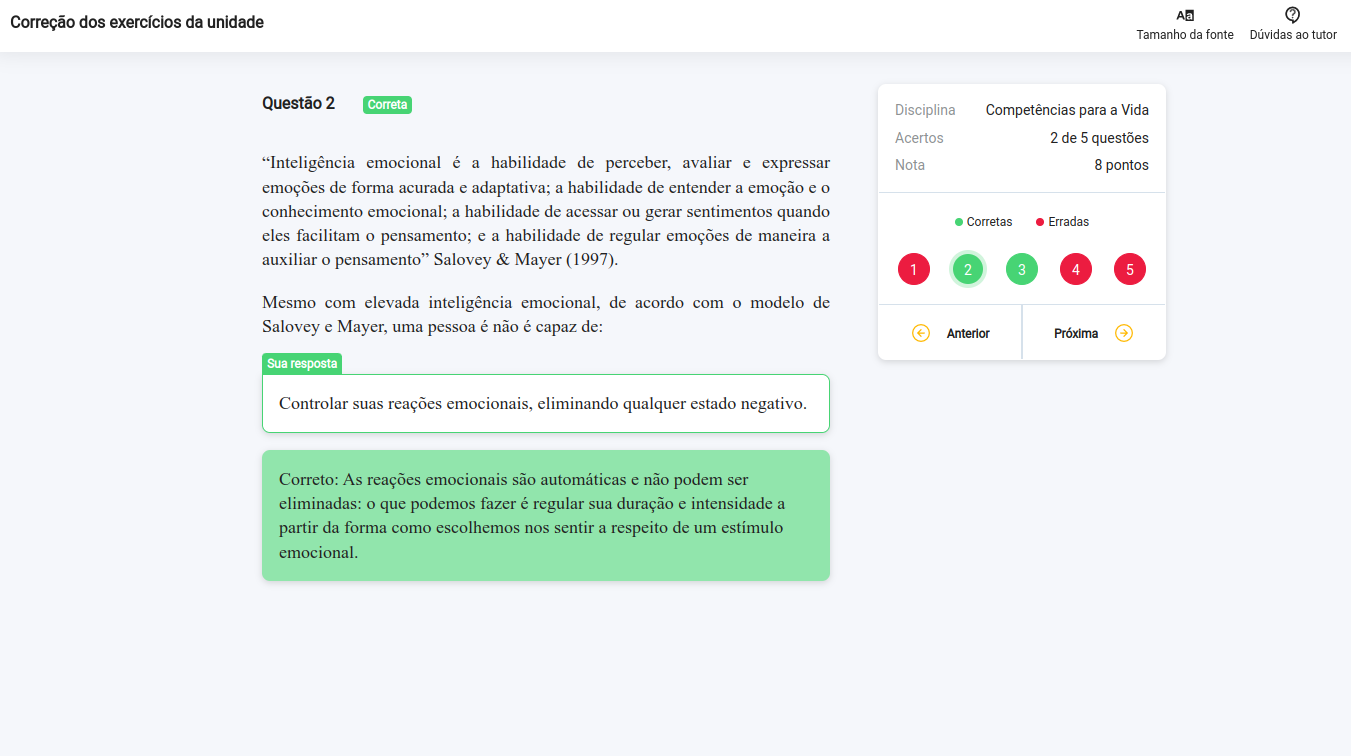 Correção dos exercícios da unidade
Tamanho da fonte
Dúvidas ao tutor
Questão 2
Correta
“Inteligência emocional é a habilidade de perceber, avaliar e expressar
emoções de forma acurada e adaptativa; a habilidade de entender a emoção e o
conhecimento emocional; a habilidade de acessar ou gerar sentimentos quando
eles facilitam o pensamento; e a habilidade de regular emoções de maneira a
auxiliar o pensamento” Salovey & Mayer (1997).
Mesmo com elevada inteligência emocional, de acordo com o modelo de
Salovey e Mayer, uma pessoa é não é capaz de:
Sua resposta
Controlar suas reações emocionais, eliminando qualquer estado negativo.
Correto: As reações emocionais são automáticas e não podem ser
eliminadas: o que podemos fazer é regular sua duração e intensidade a
partir da forma como escolhemos nos sentir a respeito de um estímulo
emocional.
Disciplina Competências para a Vida
Acertos 2 de 5 questões
Nota 8 pontos
Corretas Erradas
1 2 3 4 5
Anterior Próxima